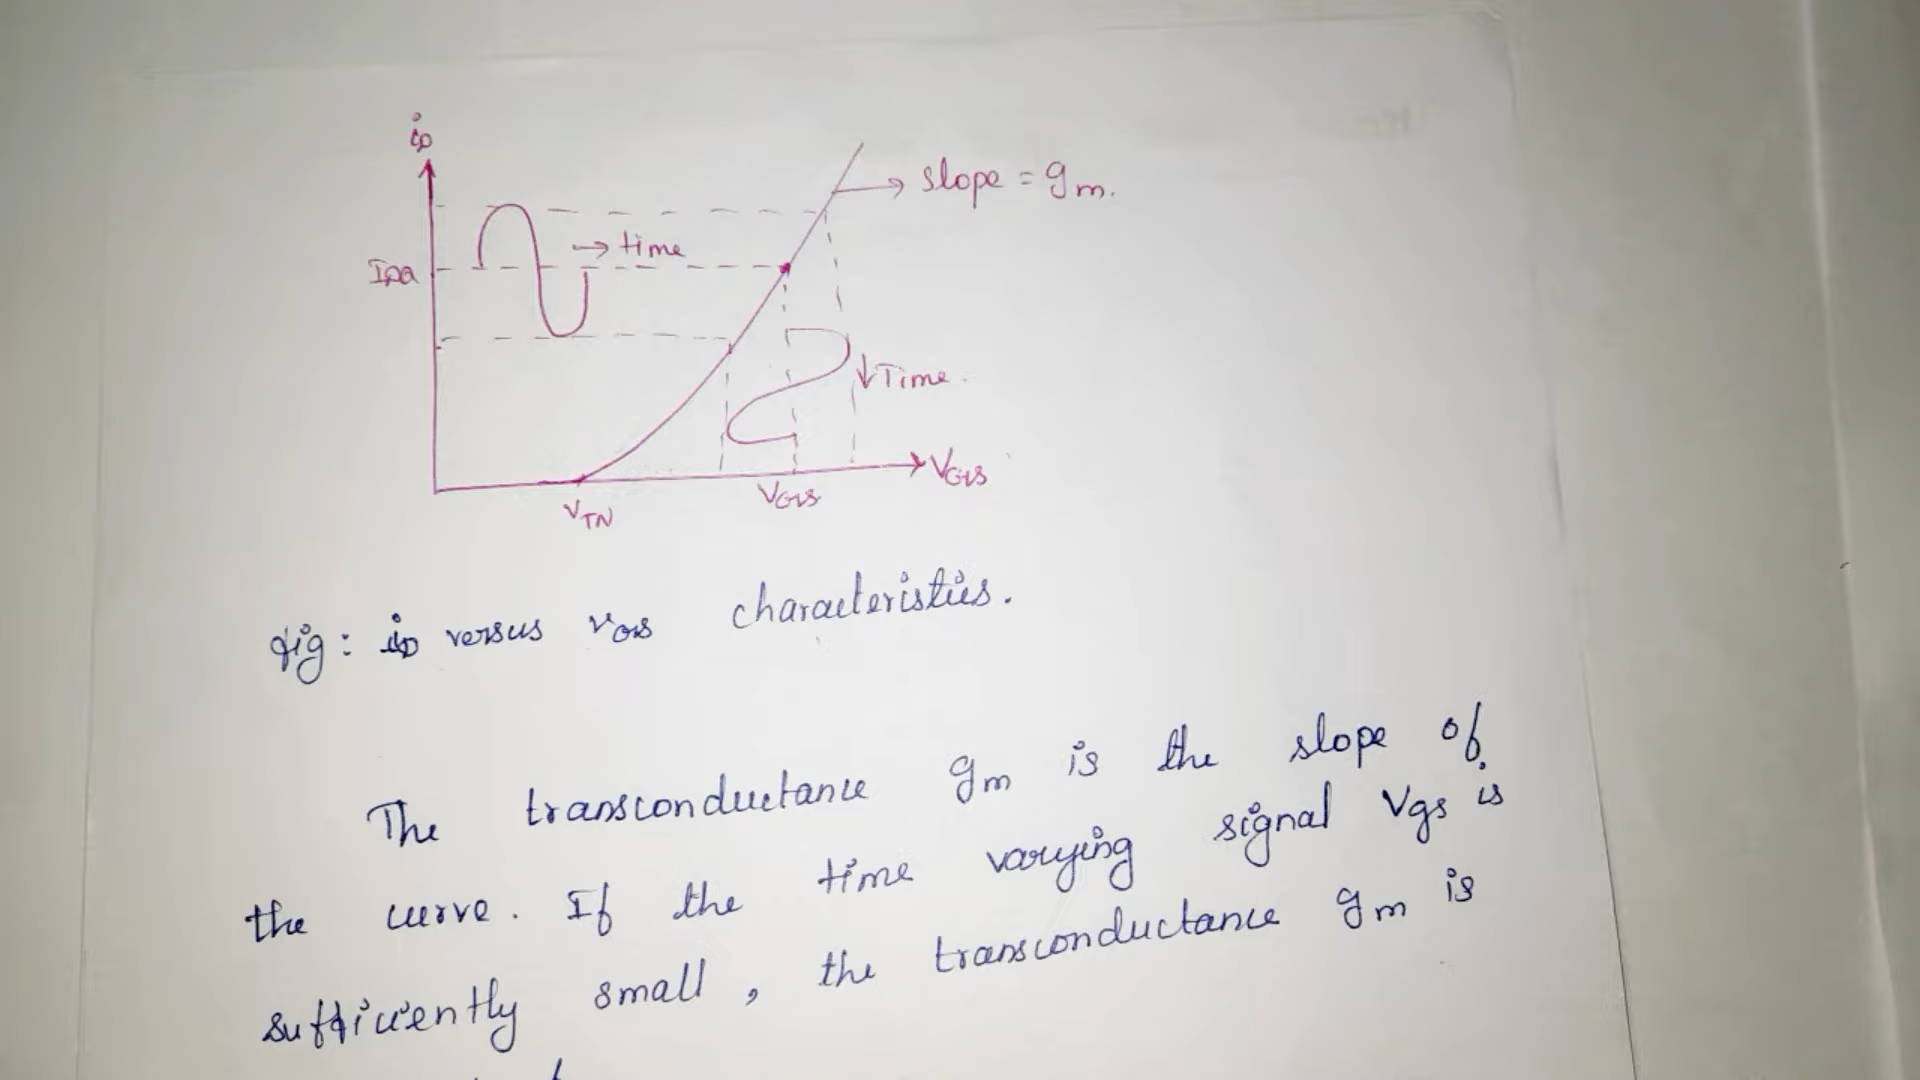 iD
slope = gm.
→ time
IDQ
↓ Time.
VGS
VGS
VTN
fig: iD versus vGS characteristics.
The transconductance gm is the slope of
the curve. If the time varying signal Vgs is
sufficiently small, the transconductance gm is